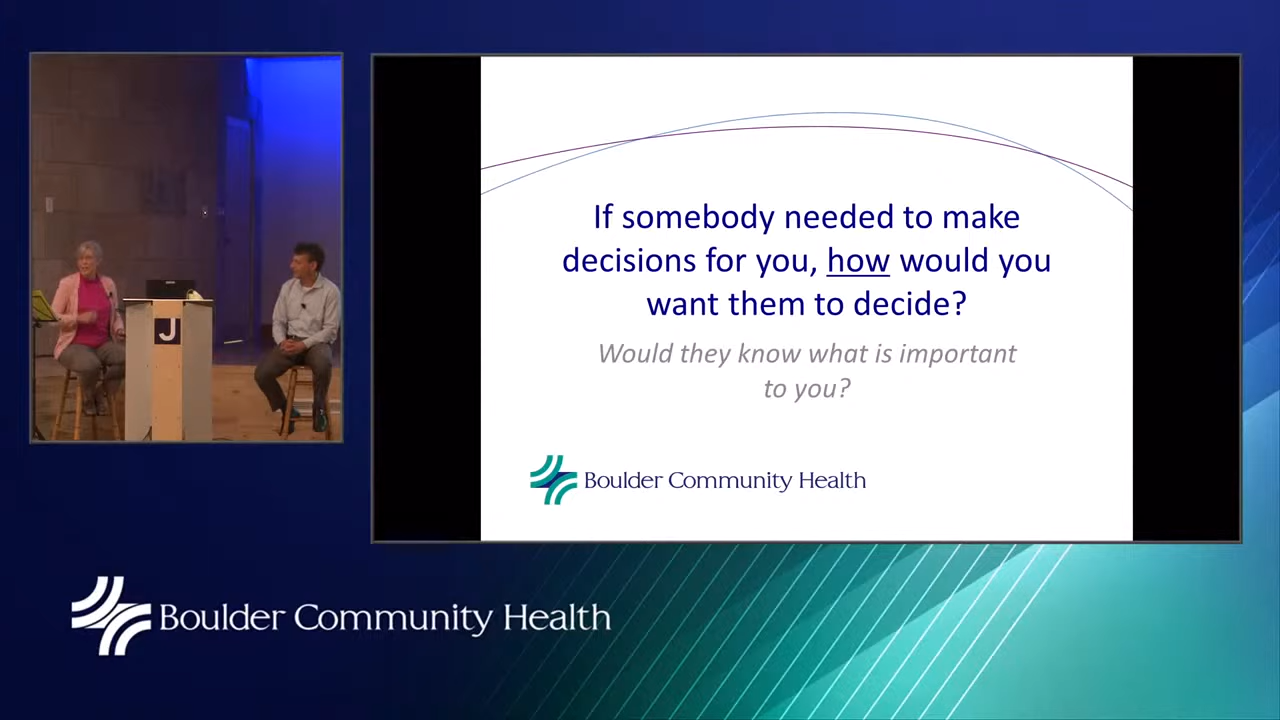 J
If somebody needed to make
decisions for you, how would you
want them to decide?
Would they know what is important
to you?
Boulder Community Health
Boulder Community Health